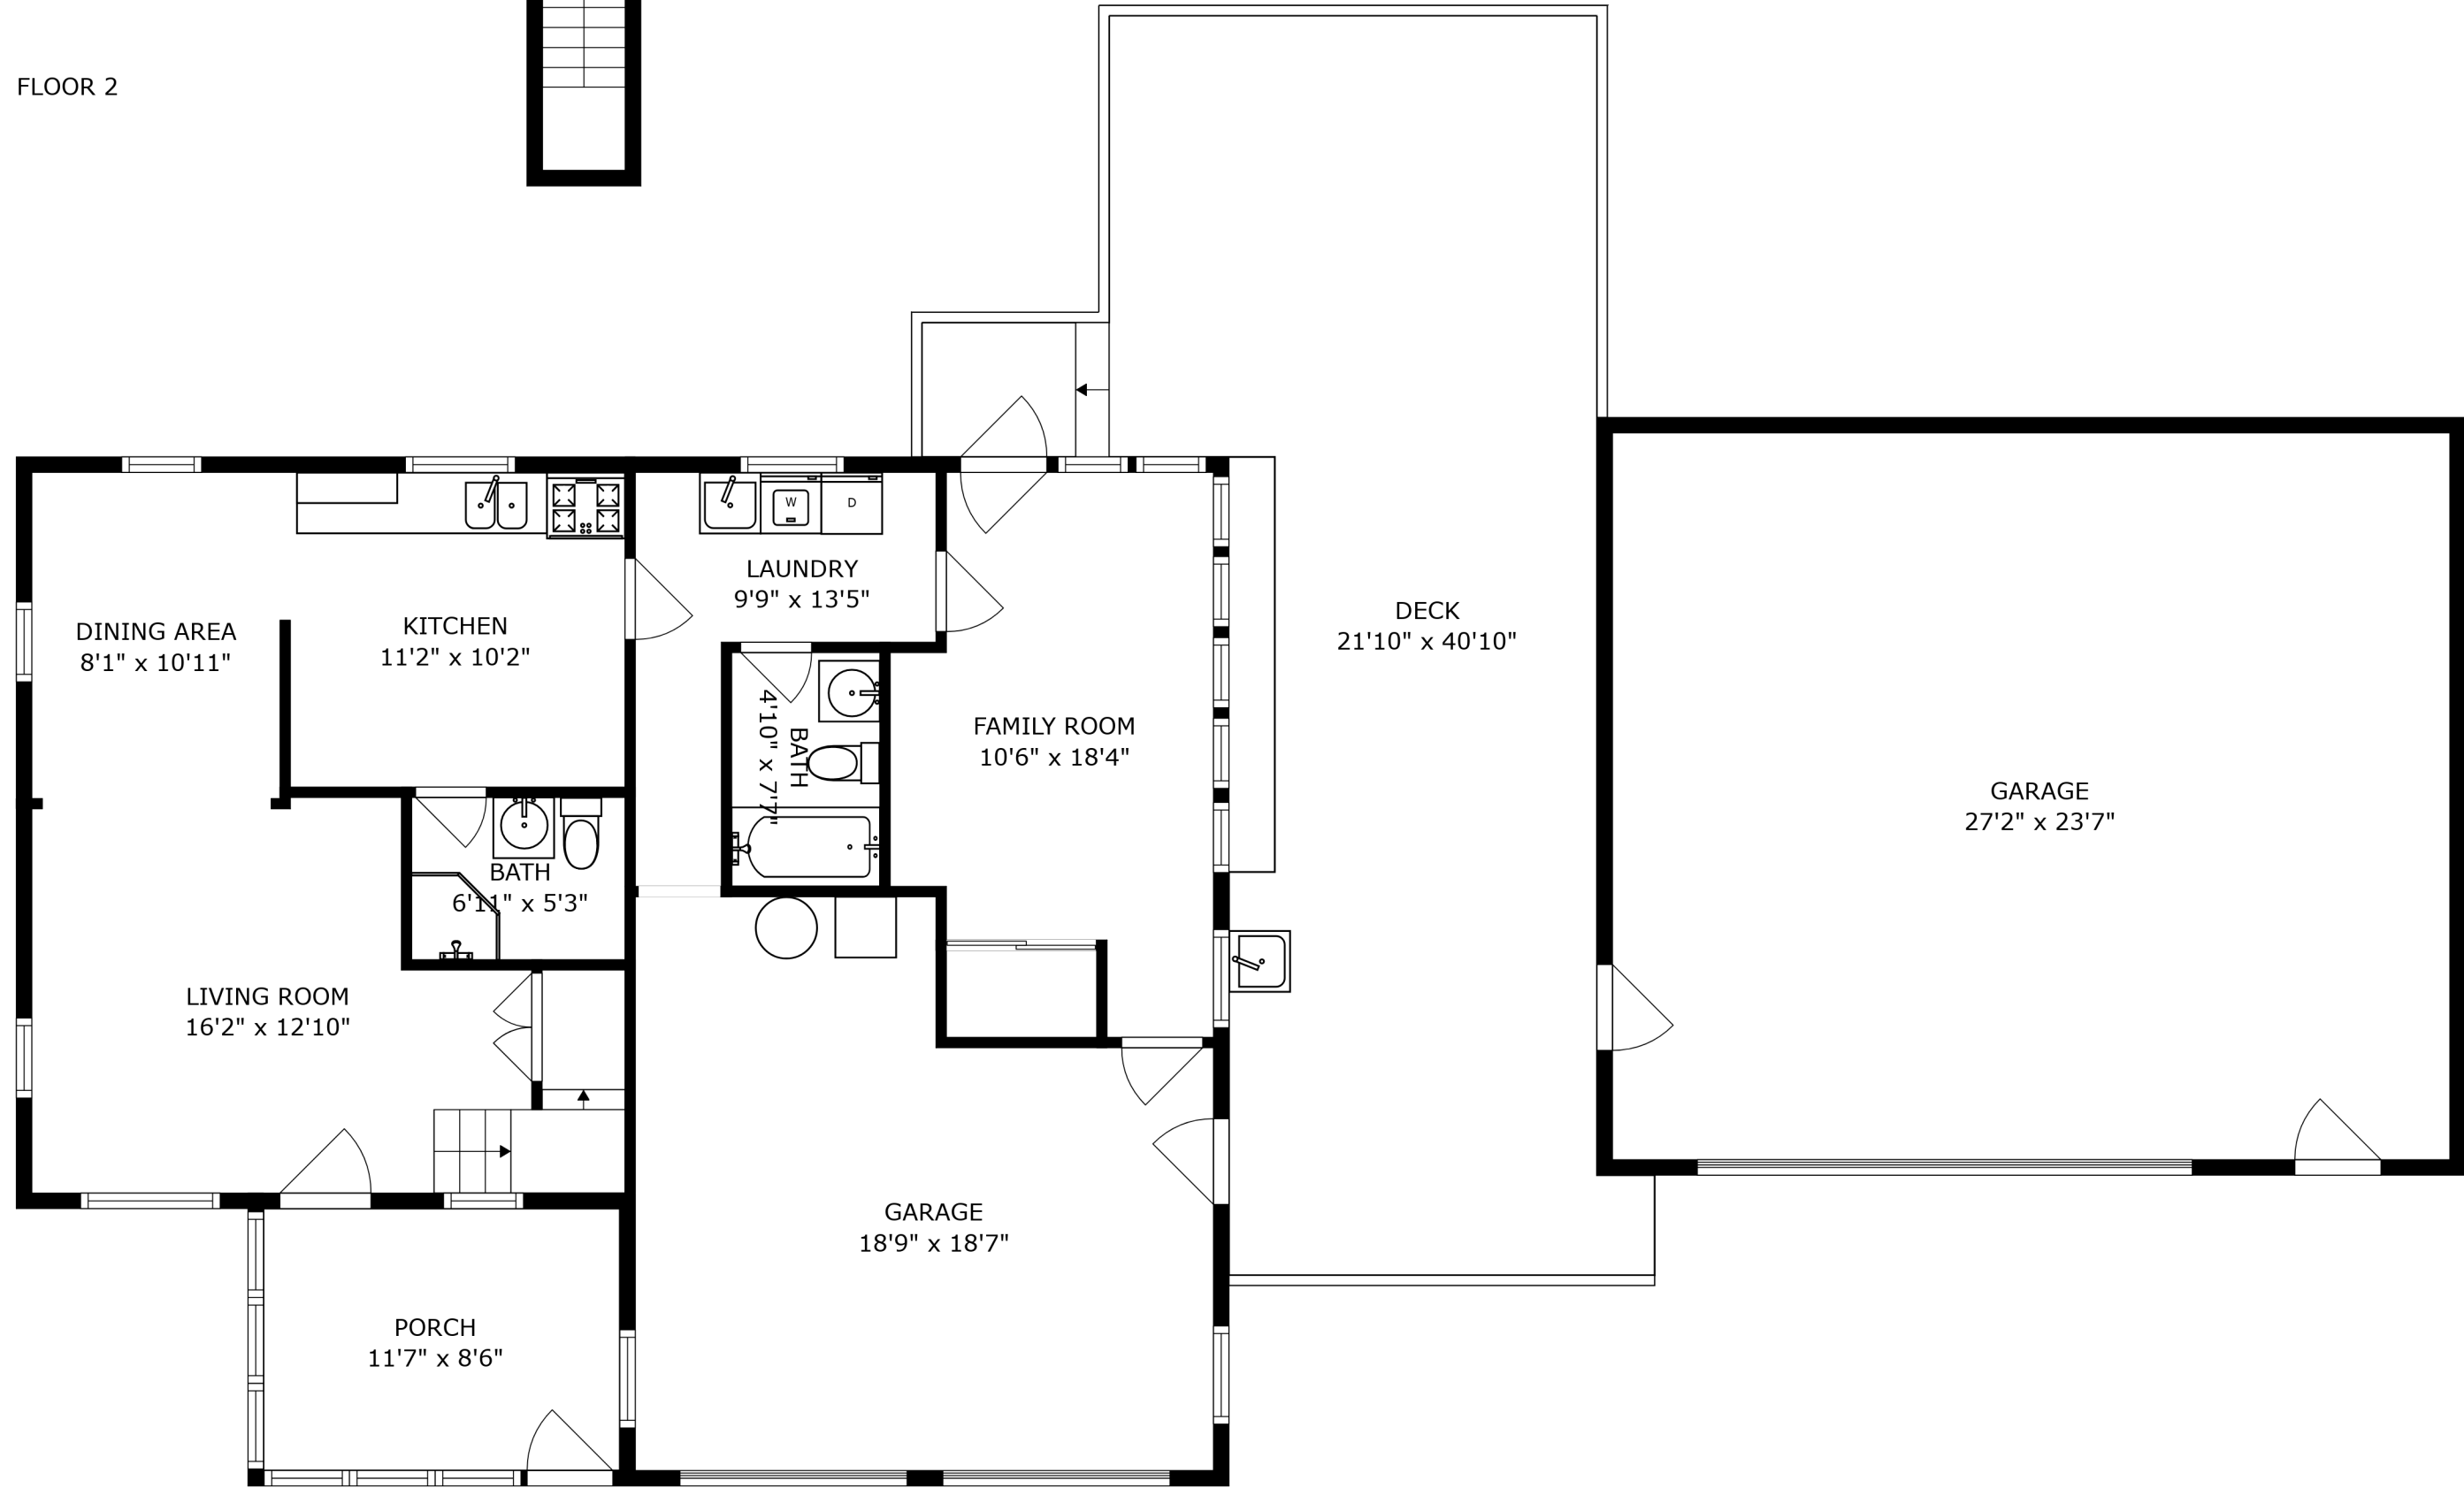 FLOOR 2
W
D
LAUNDRY
9'9" x 13'5"
DINING AREA
8'1" x 10'11"
KITCHEN
11'2" x 10'2"
DECK
21'10" x 40'10"
BATH
4'10" x 7'7"
FAMILY ROOM
10'6" x 18'4"
GARAGE
27'2" x 23'7"
BATH
6'11" x 5'3"
LIVING ROOM
16'2" x 12'10"
GARAGE
18'9" x 18'7"
PORCH
11'7" x 8'6"